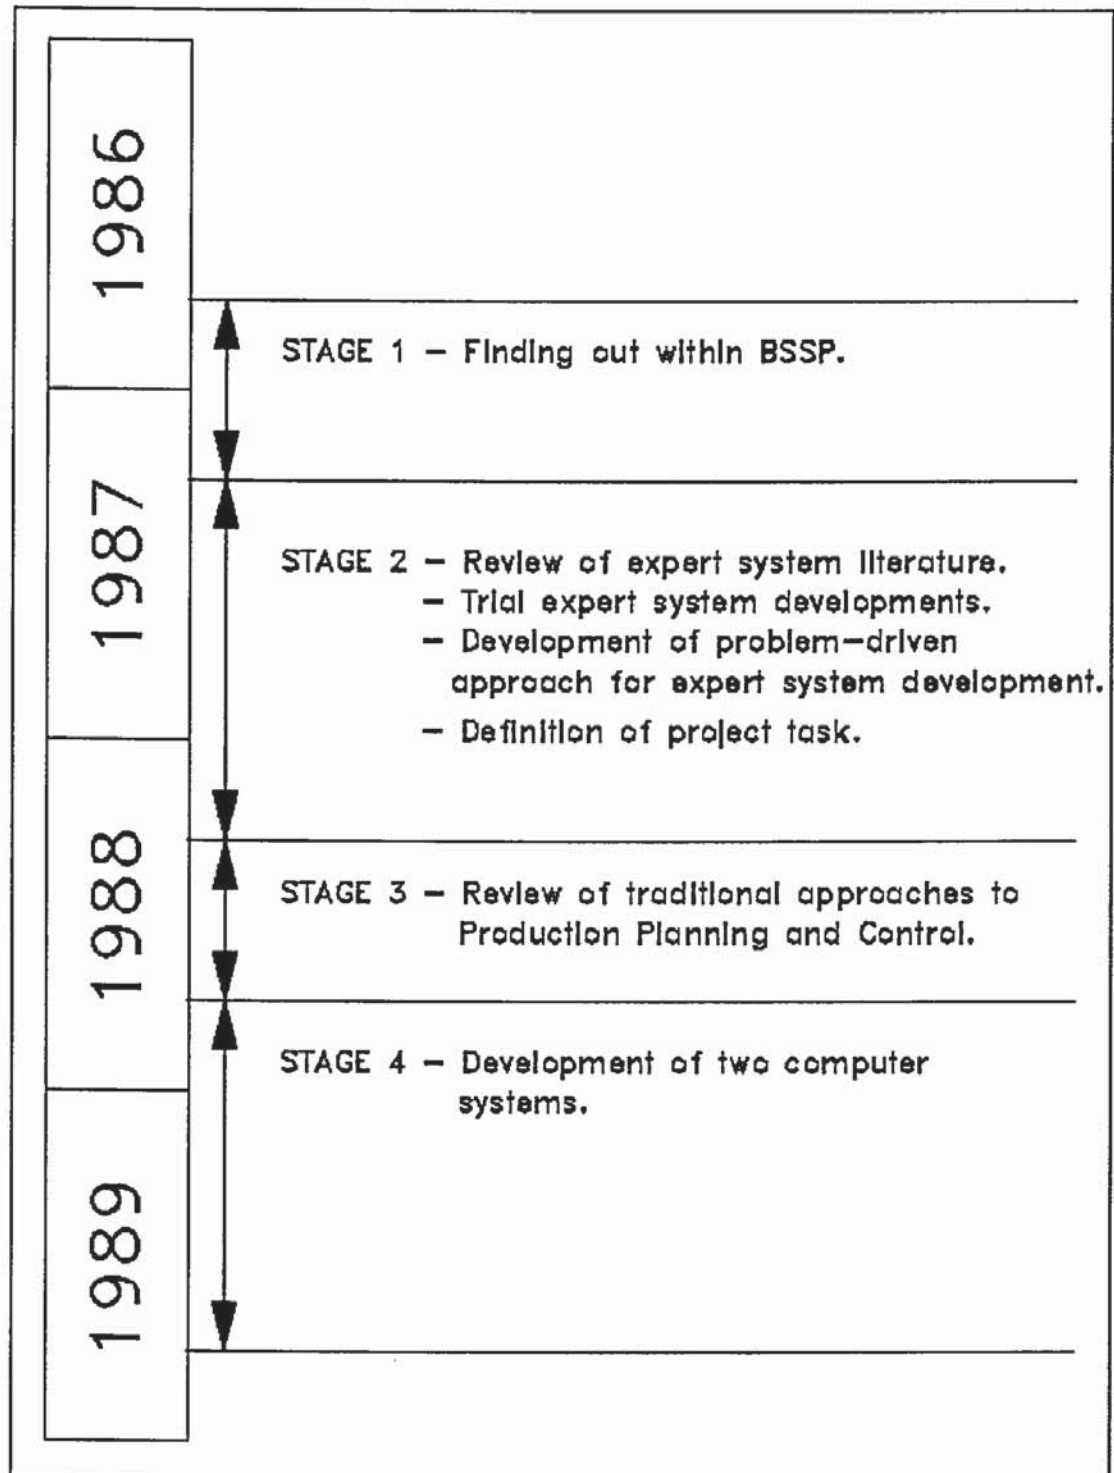 1986
STAGE 1 – Finding out within BSSP.
1987
STAGE 2 – Review of expert system literature.
– Trial expert system developments.
– Development of problem–driven
approach for expert system development.
– Definition of project task.
1988
STAGE 3 – Review of traditional approaches to
Production Planning and Control.
STAGE 4 – Development of two computer
systems.
1989